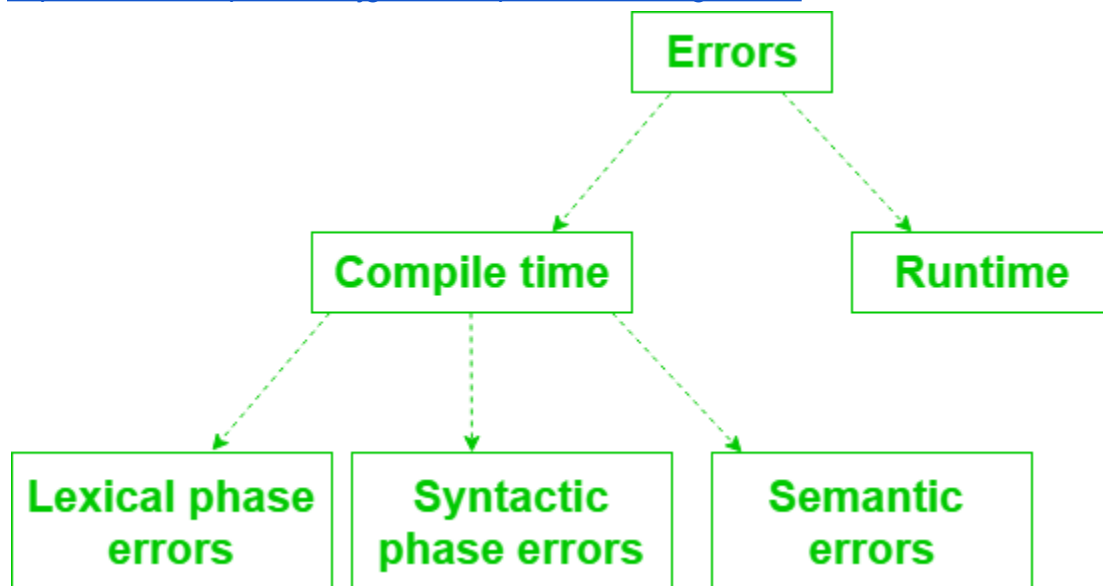 Errors
Compile time
Runtime
Lexical phase
errors
Syntactic
phase errors
Semantic
errors